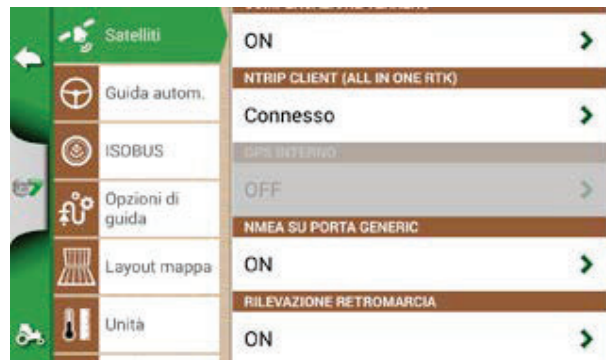 Satelliti
Guida autom.
ISOBUS
Opzioni di
guida
Layout mappa
Unità
ON
NTRIP CLIENT (ALL IN ONE RTK)
Connesso
GPS INTERNO
OFF
NMEA SU PORTA GENERIC
ON
RILEVAZIONE RETROMARCIA
ON